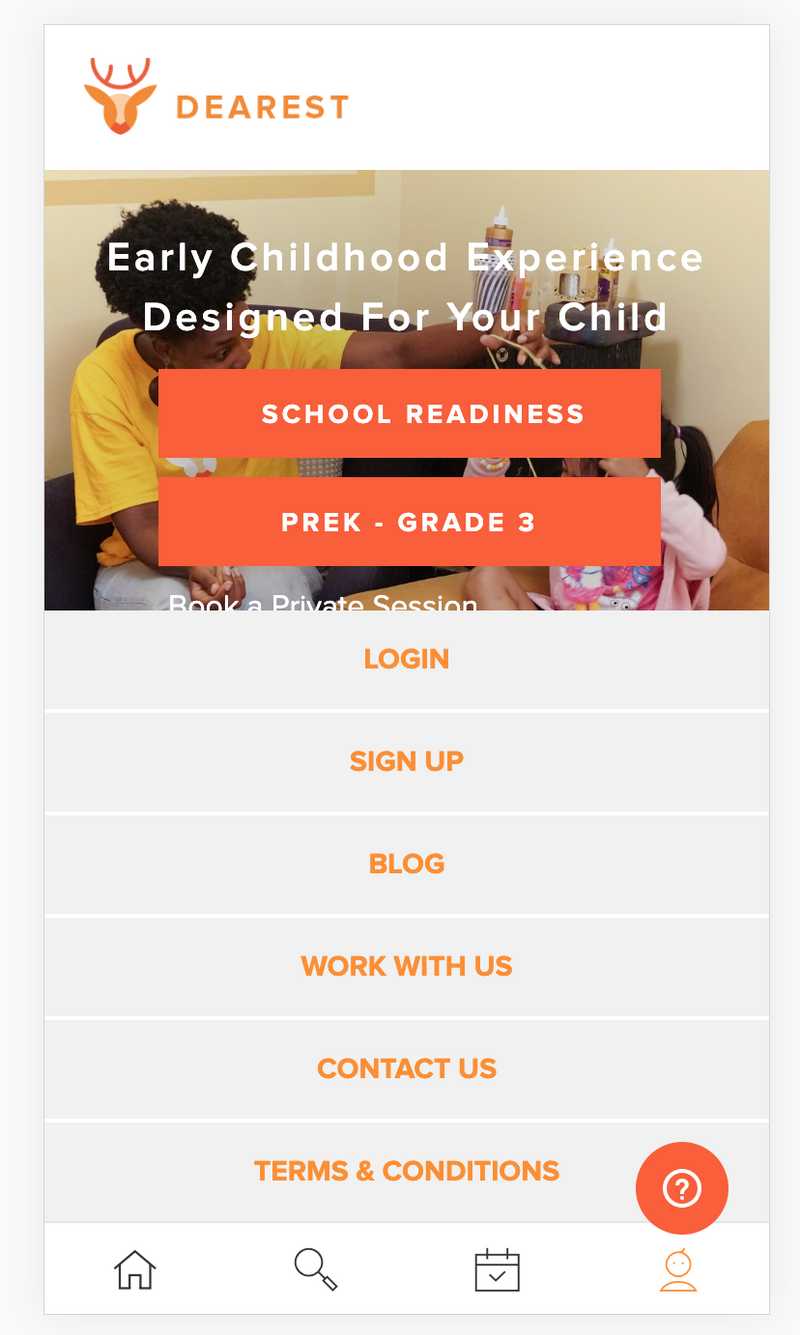 DEAREST
Early Childhood Experience
Designed For Your Child
SCHOOL READINESS
PREK - GRADE 3
Book a Private Session
LOGIN
SIGN UP
BLOG
WORK WITH US
CONTACT US
TERMS & CONDITIONS
?